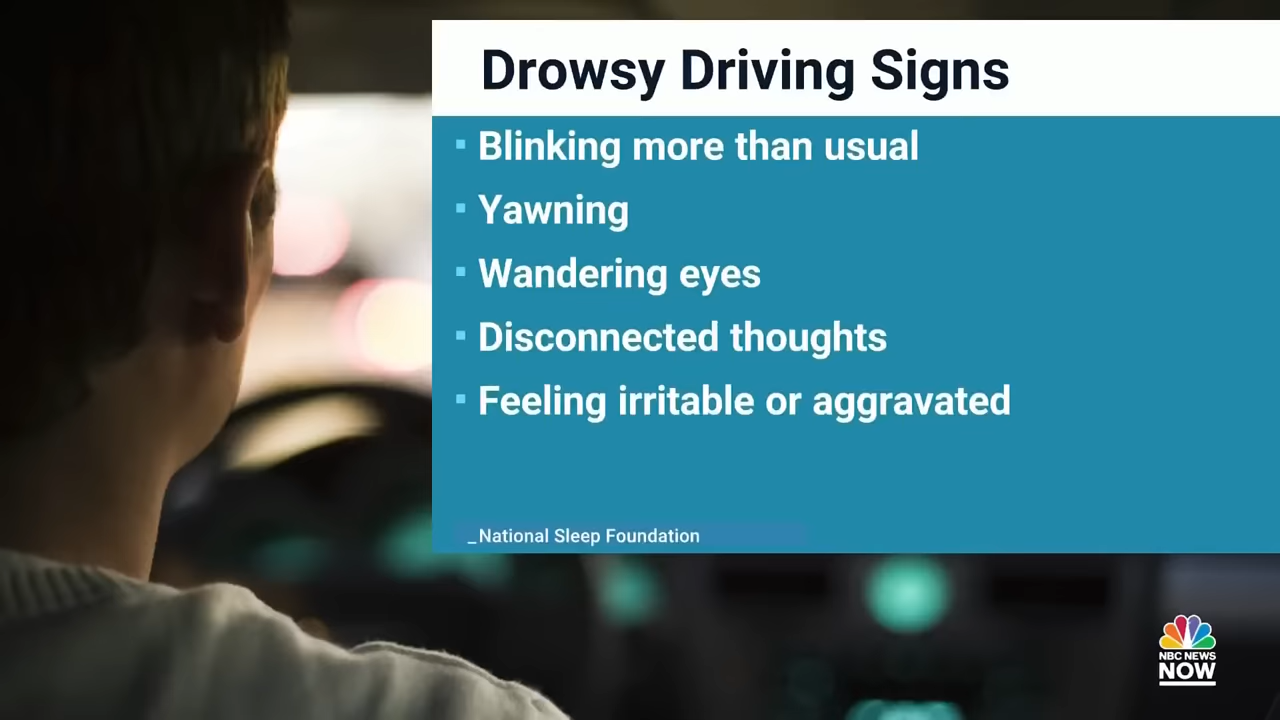 Drowsy Driving Signs
▪ Blinking more than usual
▪ Yawning
▪ Wandering eyes
▪ Disconnected thoughts
▪ Feeling irritable or aggravated
_National Sleep Foundation
NBC NEWS
NOW